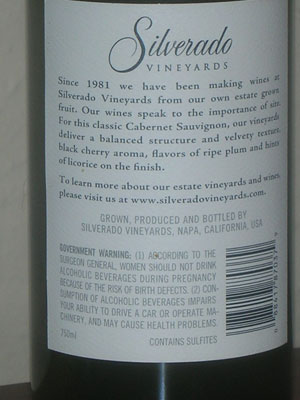 Silverado
VINEYARDS
Since 1981 we have been making wines at
Silverado Vineyards from our own estate grown
fruit. Our wines speak to the importance of site.
For this classic Cabernet Sauvignon, our vineyards
deliver a balanced structure and velvety texture,
black cherry aroma, flavors of ripe plum and hints
of licorice on the finish.
To learn more about our estate vineyards and wines,
please visit us at www.silveradovineyards.com.
GROWN, PRODUCED AND BOTTLED BY
SILVERADO VINEYARDS, NAPA, CALIFORNIA, USA
GOVERNMENT WARNING: (1) ACCORDING TO THE
SURGEON GENERAL, WOMEN SHOULD NOT DRINK
ALCOHOLIC BEVERAGES DURING PREGNANCY
BECAUSE OF THE RISK OF BIRTH DEFECTS. (2) CON-
SUMPTION OF ALCOHOLIC BEVERAGES IMPAIRS
YOUR ABILITY TO DRIVE A CAR OR OPERATE MA-
CHINERY, AND MAY CAUSE HEALTH PROBLEMS.
750ml
CONTAINS SULFITES